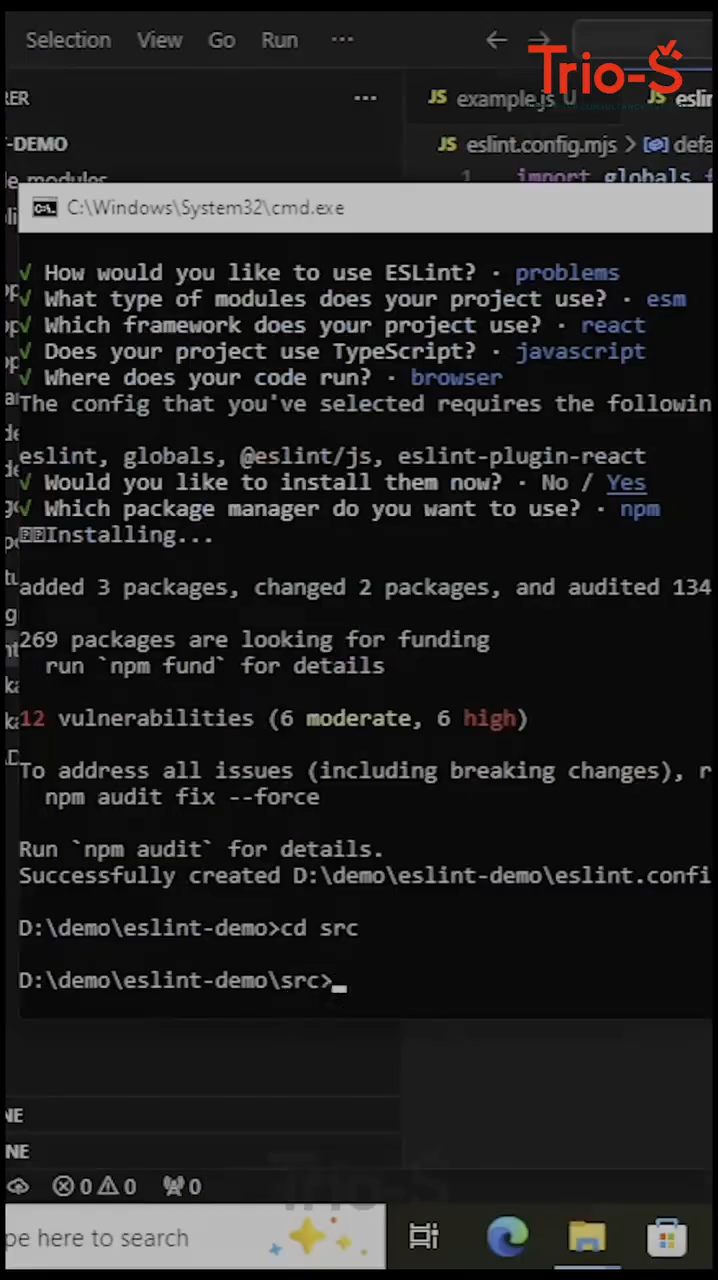 Selection View Go Run ...
Trio-Š
example.js U
-DEMO
eslint.config.mjs
1 import globals f
C:\Windows\System32\cmd.exe
√ How would you like to use ESLint? · problems
√ What type of modules does your project use? · esm
√ Which framework does your project use? · react
√ Does your project use TypeScript? · javascript
√ Where does your code run? · browser
The config that you've selected requires the followin
eslint, globals, @eslint/js, eslint-plugin-react
√ Would you like to install them now? · No / Yes
√ Which package manager do you want to use? · npm
Installing...
added 3 packages, changed 2 packages, and audited 134
269 packages are looking for funding
run `npm fund` for details
12 vulnerabilities (6 moderate, 6 high)
To address all issues (including breaking changes), r
npm audit fix --force
Run `npm audit` for details.
Successfully created D:\demo\eslint-demo\eslint.confi
D:\demo\eslint-demo>cd src
D:\demo\eslint-demo\src>
NE
NE
0 0 0
Trio-Š
pe here to search